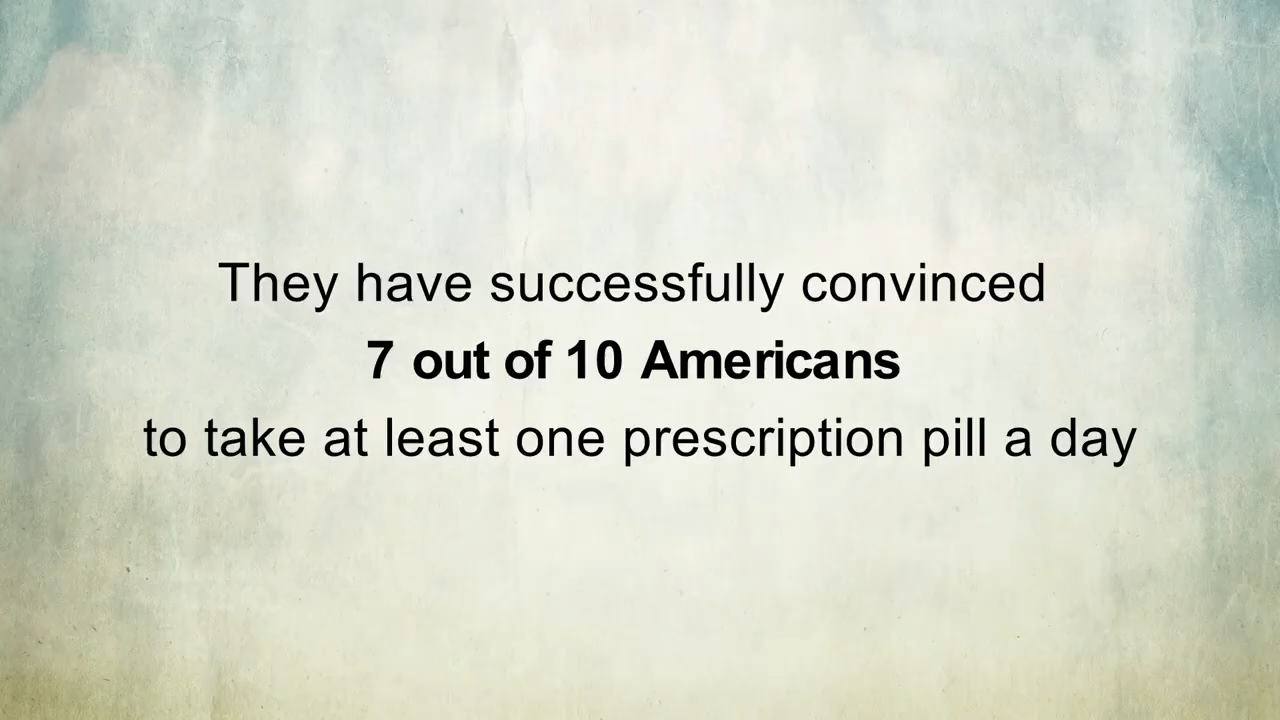 They have successfully convinced
7 out of 10 Americans
to take at least one prescription pill a day